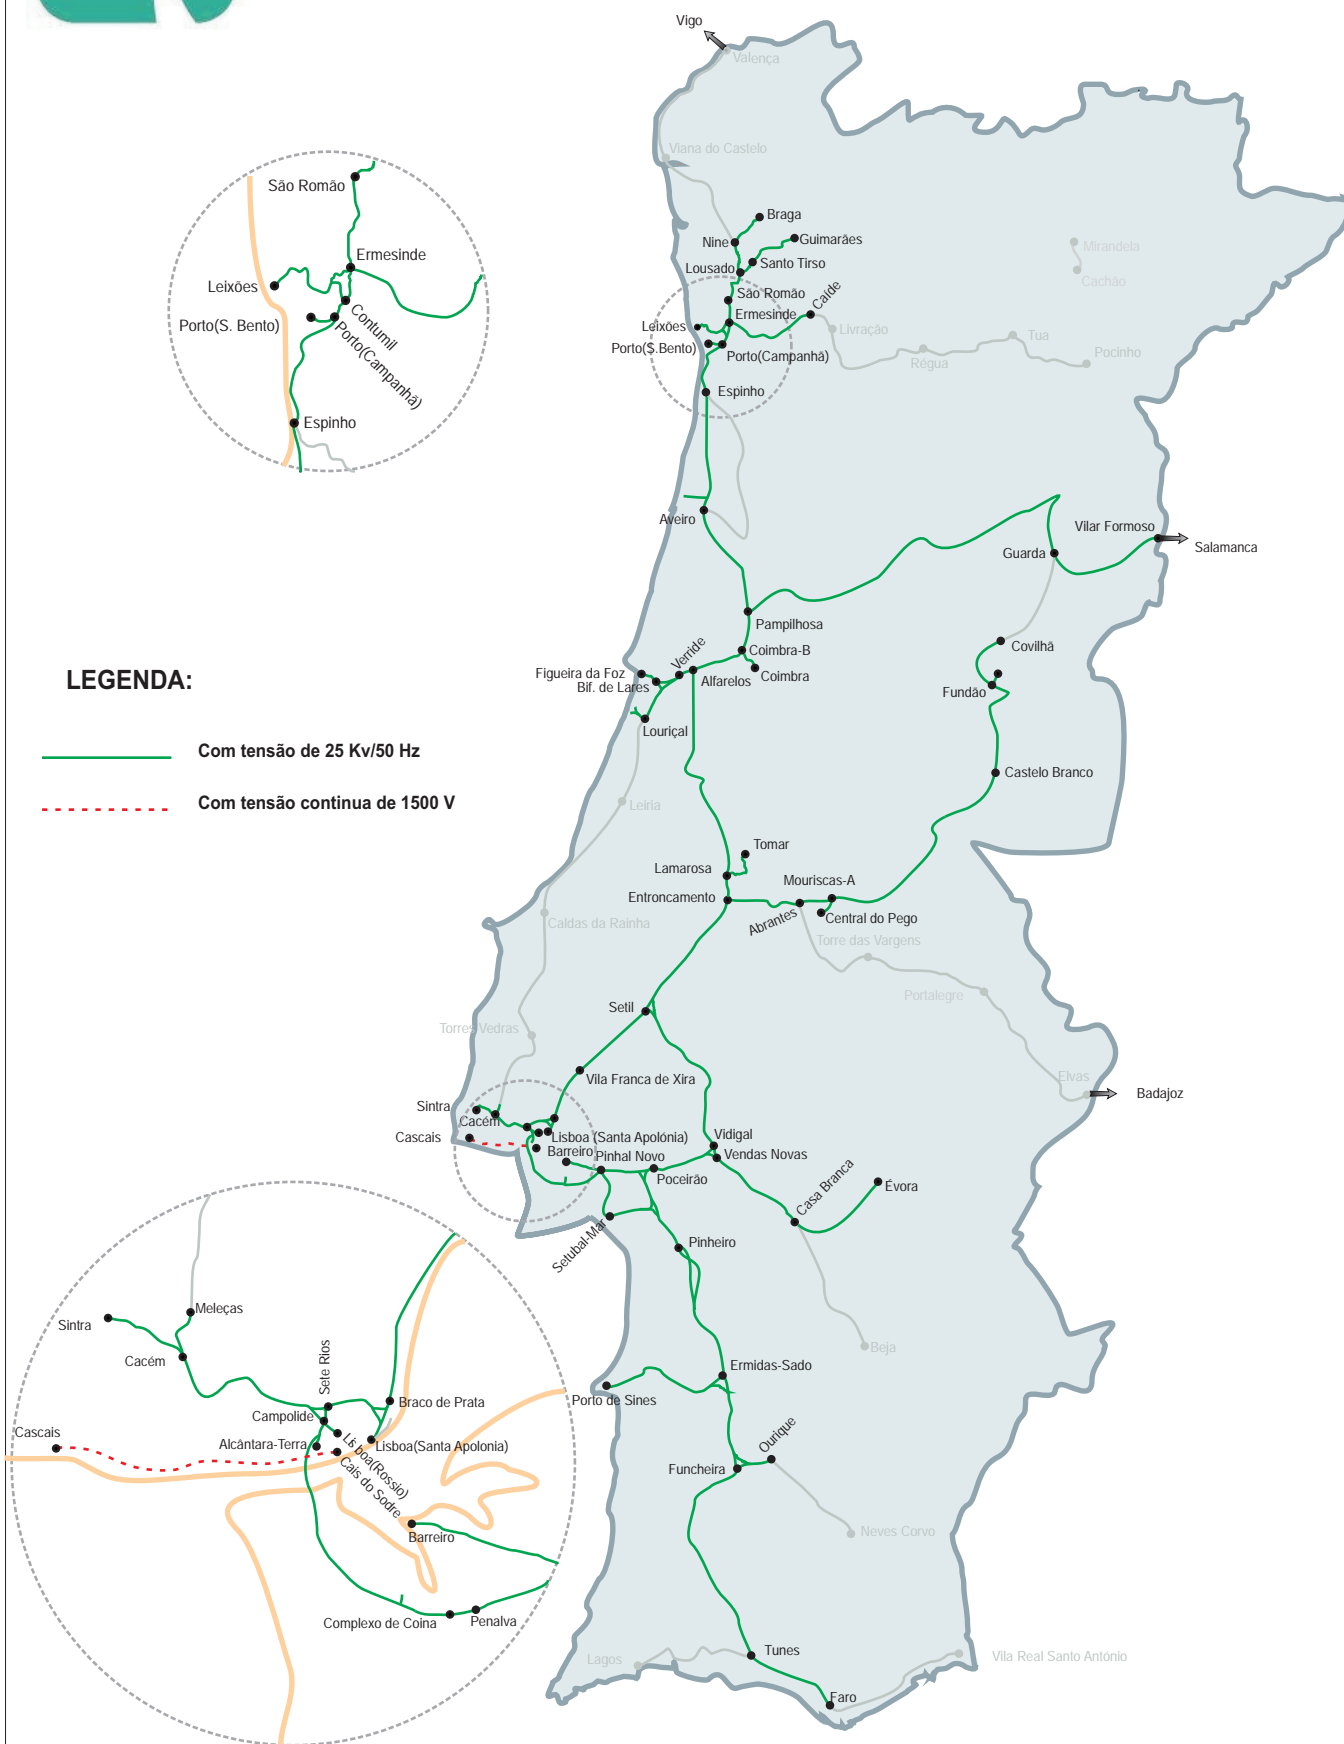 Vigo
Valença
Viana do Castelo
Braga
Nine
Guimarães
Lousado
Santo Tirso
São Romão
Caíde
Leixões
Ermesinde
Livração
Porto(S.Bento)
Porto(Campanhã)
Régua
Tua
Pocinho
Mirandela
Cachão
Espinho
São Romão
Ermesinde
Leixões
Contumil
Porto(S. Bento)
Porto(Campanhã)
Espinho
Aveiro
Vilar Formoso
Salamanca
Guarda
Pampilhosa
Covilhã
Coimbra-B
Verride
Figueira da Foz
Coimbra
Alfarelos
Bif. de Lares
Fundão
Louriçal
LEGENDA:
Com tensão de 25 Kv/50 Hz
Com tensão continua de 1500 V
Castelo Branco
Leiria
Tomar
Lamarosa
Mouriscas-A
Entroncamento
Abrantes
Central do Pego
Caldas da Rainha
Torre das Vargens
Portalegre
Setil
Torres Vedras
Vila Franca de Xira
Elvas
Badajoz
Sintra
Cacém
Cascais
Lisboa (Santa Apolónia)
Vidigal
Barreiro
Pinhal Novo
Vendas Novas
Poceirão
Casa Branca
Évora
Setubal-Mar
Pinheiro
Beja
Ermidas-Sado
Porto de Sines
Ourique
Funcheira
Neves Corvo
Tunes
Lagos
Vila Real Santo António
Faro
Meleças
Sintra
Cacém
Sete Rios
Braco de Prata
Campolide
Cascais
Alcântara-Terra
Lisboa(Santa Apolonia)
Lis boa(Rossio)
Cais do Sodre
Barreiro
Complexo de Coina
Penalva